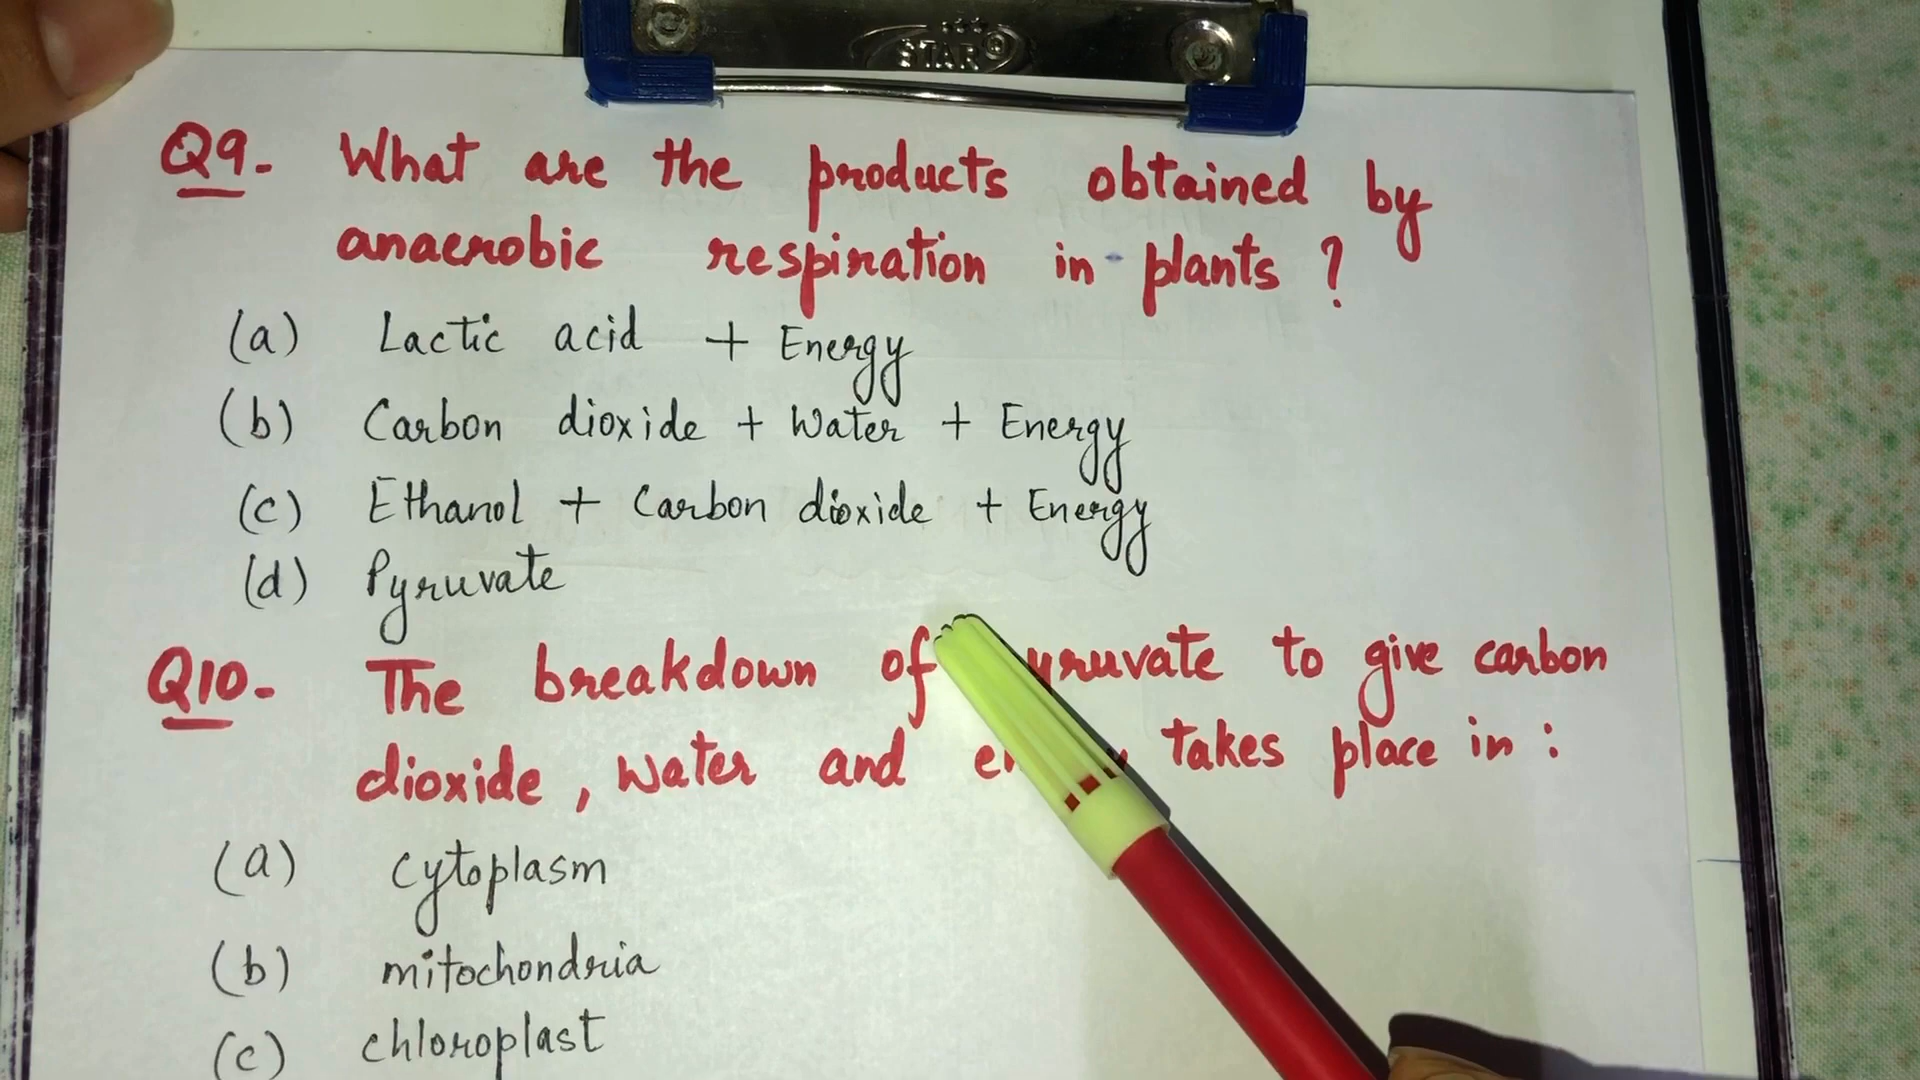 STAR®
Q9- What are the products obtained by
anaerobic respiration in plants ?
(a) Lactic acid + Energy
(b) Carbon dioxide + Water + Energy
(c) Ethanol + Carbon dioxide + Energy
(d) Pyruvate
Q10- The breakdown of yruvate to give carbon
dioxide, water and takes place in :
(a) cytoplasm
(b) mitochondria
(c) chloroplast